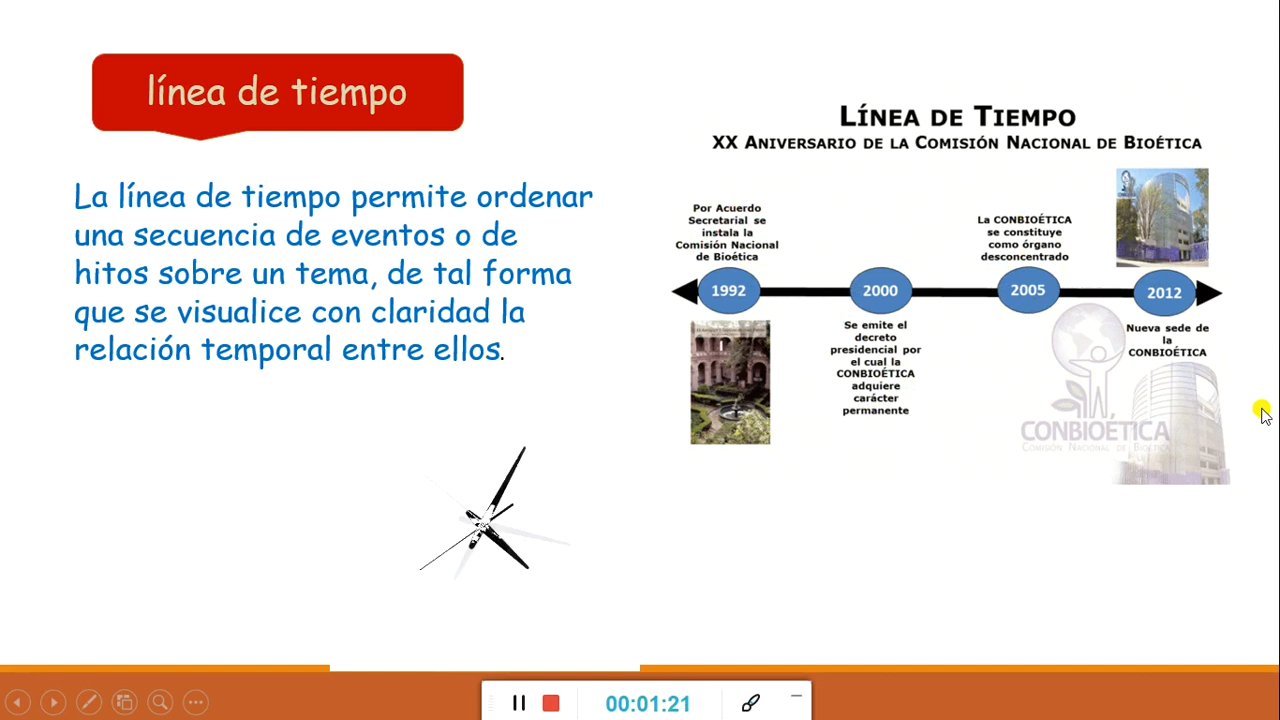 línea de tiempo
La línea de tiempo permite ordenar
una secuencia de eventos o de
hitos sobre un tema, de tal forma
que se visualice con claridad la
relación temporal entre ellos.
LÍNEA DE TIEMPO
XX ANIVERSARIO DE LA COMISIÓN NACIONAL DE BIOÉTICA
Por Acuerdo
Secretarial se
instala la
Comisión Nacional
de Bioética
La CONBIOÉTICA
se constituye
como órgano
desconcentrado
1992
2000
2005
2012
Se emite el
decreto
presidencial por
el cual la
CONBIOÉTICA
adquiere
carácter
permanente
Nueva sede de
la
CONBIOÉTICA
CONBIOÉTICA
COMISIÓN NACIONAL DE BIOÉTICA
00:01:21